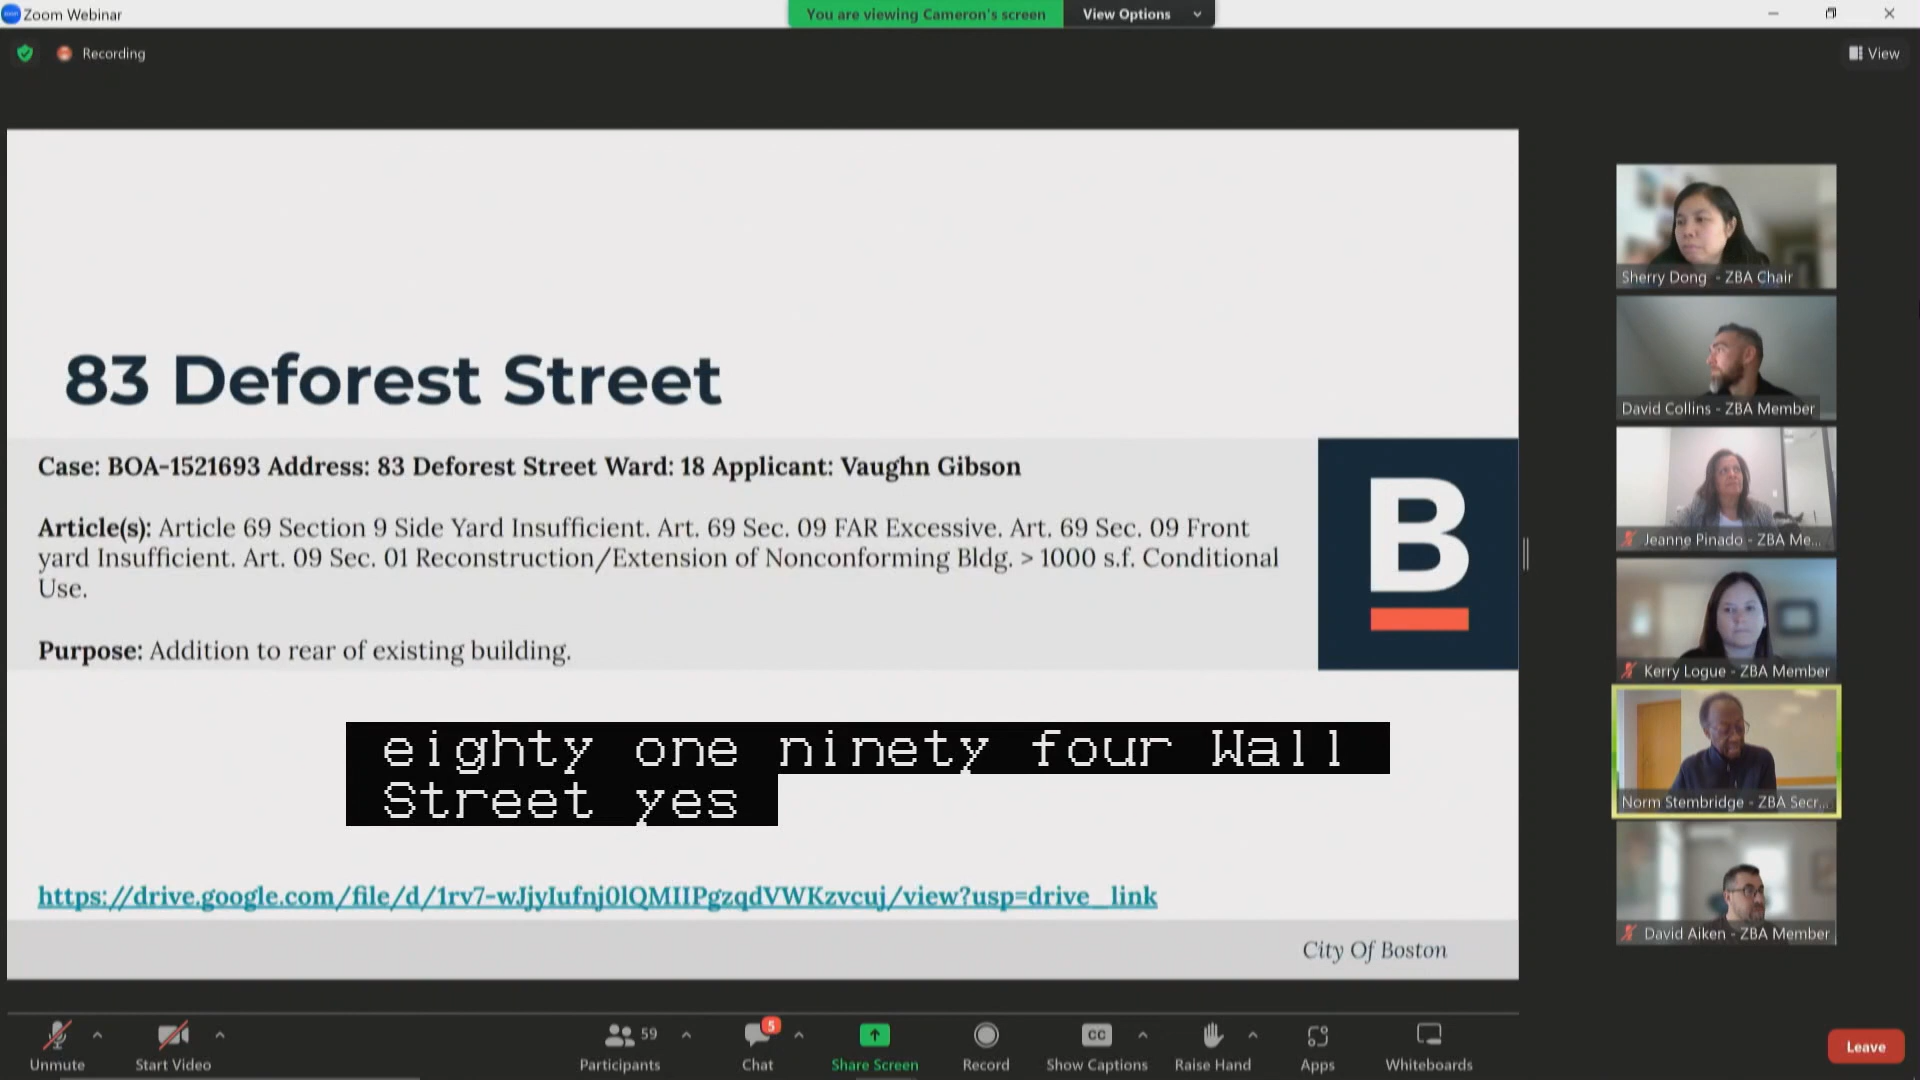 Zoom Webinar
You are viewing Cameron's screen
View Options
Recording
View
83 Deforest Street
Case: BOA-1521693 Address: 83 Deforest Street Ward: 18 Applicant: Vaughn Gibson
Article(s): Article 69 Section 9 Side Yard Insufficient. Art. 69 Sec. 09 FAR Excessive. Art. 69 Sec. 09 Front
yard Insufficient. Art. 09 Sec. 01 Reconstruction/Extension of Nonconforming Bldg. > 1000 s.f. Conditional
Use.
Purpose: Addition to rear of existing building.
B
eighty one ninety four Wall
Street yes
https://drive.google.com/file/d/1rv7-wJjyIufnj0lQMIIPgzqdVWKzvcuj/view?usp=drive_link
City Of Boston
Sherry Dong - ZBA Chair
David Collins - ZBA Member
Jeanne Pinado - ZBA Me...
Kerry Logue - ZBA Member
Norm Stembridge - ZBA Secr...
David Aiken - ZBA Member
Unmute
Start Video
59
Participants
5
Chat
Share Screen
Record
CC
Show Captions
Raise Hand
Apps
Whiteboards
Leave